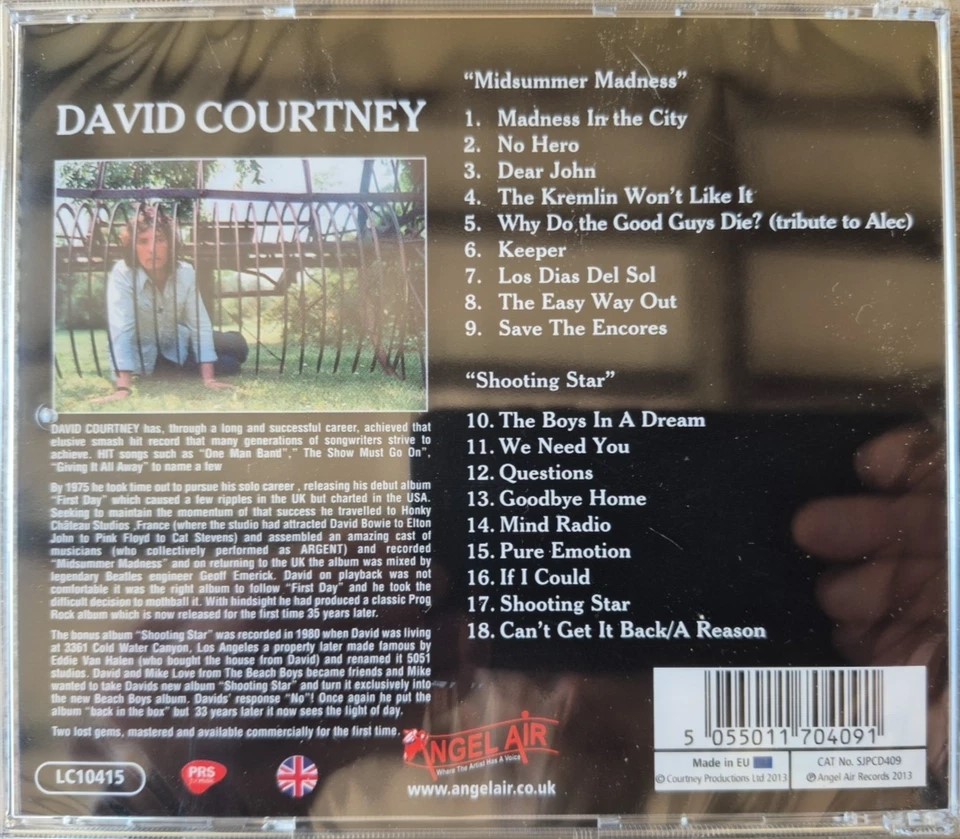 DAVID COURTNEY
DAVID COURTNEY has, through a long and successful career, achieved that
elusive smash hit record that many generations of songwriters strive to
achieve. HIT songs such as “One Man Band”,” The Show Must Go On”,
“Giving It All Away” to name a few
By 1975 he took time out to pursue his solo career , releasing his debut album
“First Day” which caused a few ripples in the UK but charted in the USA.
Seeking to maintain the momentum of that success he travelled to Honky
Château Studios ,France (where the studio had attracted David Bowie to Elton
John to Pink Floyd to Cat Stevens) and assembled an amazing cast of
musicians (who collectively performed as ARGENT) and recorded
“Midsummer Madness” and on returning to the UK the album was mixed by
legendary Beatles engineer Geoff Emerick. David on playback was not
comfortable it was the right album to follow “First Day” and he took the
difficult decision to mothball it. With hindsight he had produced a classic Prog
Rock album which is now released for the first time 35 years later.
The bonus album “Shooting Star” was recorded in 1980 when David was living
at 3361 Cold Water Canyon, Los Angeles a property later made famous by
Eddie Van Halen (who bought the house from David) and renamed it 5051
studios. David and Mike Love from The Beach Boys became friends and Mike
wanted to take Davids new album “Shooting Star” and turn it exclusively into
the new Beach Boys album. Davids’ response “No”! Once again he put the
album “back in the box” but 33 years later it now sees the light of day.
Two lost gems, mastered and available commercially for the first time.
LC10415
PRS
for music
“Midsummer Madness”
1. Madness In the City
2. No Hero
3. Dear John
4. The Kremlin Won’t Like It
5. Why Do the Good Guys Die? (tribute to Alec)
6. Keeper
7. Los Dias Del Sol
8. The Easy Way Out
9. Save The Encores
“Shooting Star”
10. The Boys In A Dream
11. We Need You
12. Questions
13. Goodbye Home
14. Mind Radio
15. Pure Emotion
16. If I Could
17. Shooting Star
18. Can’t Get It Back/A Reason
ANGEL AIR
Where The Artist Has A Voice
www.angelair.co.uk
5 055011 704091
Made in EU
CAT No. SJPCD409
© Courtney Productions Ltd 2013
℗ Angel Air Records 2013